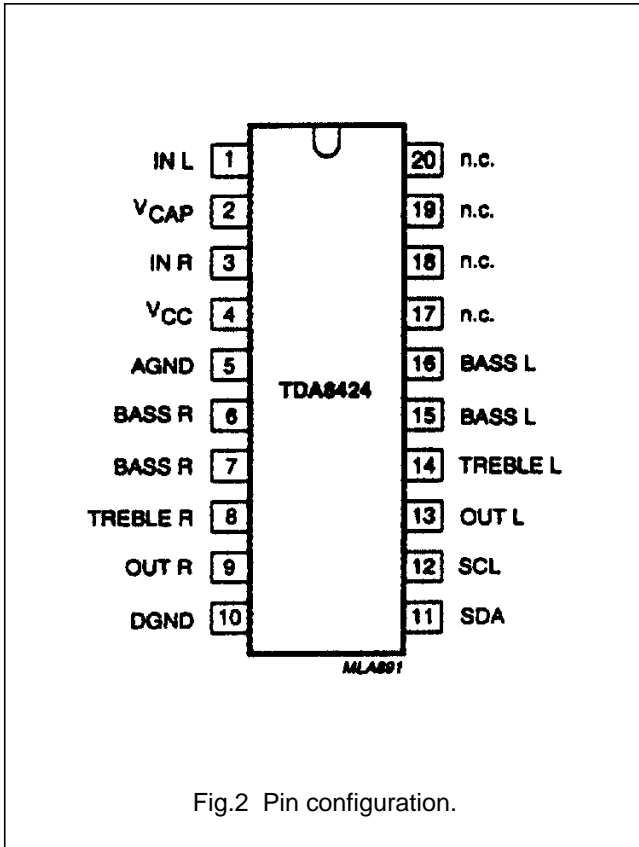 IN L 1 20 n.c.
VCAP 2 19 n.c.
IN R 3 18 n.c.
VCC 4 17 n.c.
AGND 5 16 BASS L
TDA8424
BASS R 6 15 BASS L
BASS R 7 14 TREBLE L
TREBLE R 8 13 OUT L
OUT R 9 12 SCL
DGND 10 11 SDA
MLA891
Fig.2 Pin configuration.